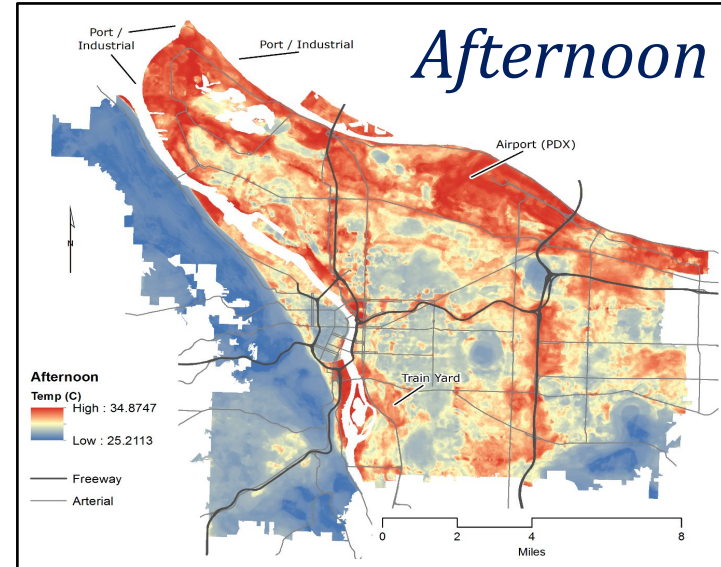 Afternoon
Port /
Industrial
Port / Industrial
Airport (PDX)
N
Train Yard
Afternoon
Temp (C)
High : 34.8747
Low : 25.2113
Freeway
Arterial
0 2 4 8
Miles